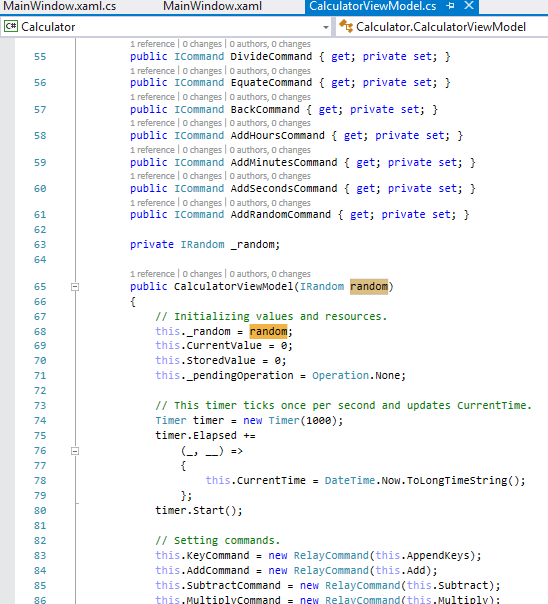 MainWindow.xaml.cs MainWindow.xaml CalculatorViewModel.cs
C# Calculator Calculator.CalculatorViewModel
1 reference | 0 changes | 0 authors, 0 changes
55 public ICommand DivideCommand { get; private set; }
1 reference | 0 changes | 0 authors, 0 changes
56 public ICommand EquateCommand { get; private set; }
1 reference | 0 changes | 0 authors, 0 changes
57 public ICommand BackCommand { get; private set; }
1 reference | 0 changes | 0 authors, 0 changes
58 public ICommand AddHoursCommand { get; private set; }
1 reference | 0 changes | 0 authors, 0 changes
59 public ICommand AddMinutesCommand { get; private set; }
1 reference | 0 changes | 0 authors, 0 changes
60 public ICommand AddSecondsCommand { get; private set; }
1 reference | 0 changes | 0 authors, 0 changes
61 public ICommand AddRandomCommand { get; private set; }
62
63 private IRandom _random;
64
1 reference | 0 changes | 0 authors, 0 changes
65 public CalculatorViewModel(IRandom random)
66 {
67 // Initializing values and resources.
68 this._random = random;
69 this.CurrentValue = 0;
70 this.StoredValue = 0;
71 this._pendingOperation = Operation.None;
72
73 // This timer ticks once per second and updates CurrentTime.
74 Timer timer = new Timer(1000);
75 timer.Elapsed +=
76 (_, __) =>
77 {
78 this.CurrentTime = DateTime.Now.ToLongTimeString();
79 };
80 timer.Start();
81
82 // Setting commands.
83 this.KeyCommand = new RelayCommand(this.AppendKeys);
84 this.AddCommand = new RelayCommand(this.Add);
85 this.SubtractCommand = new RelayCommand(this.Subtract);
86 this.MultiplyCommand = new RelayCommand(this.Multiply);